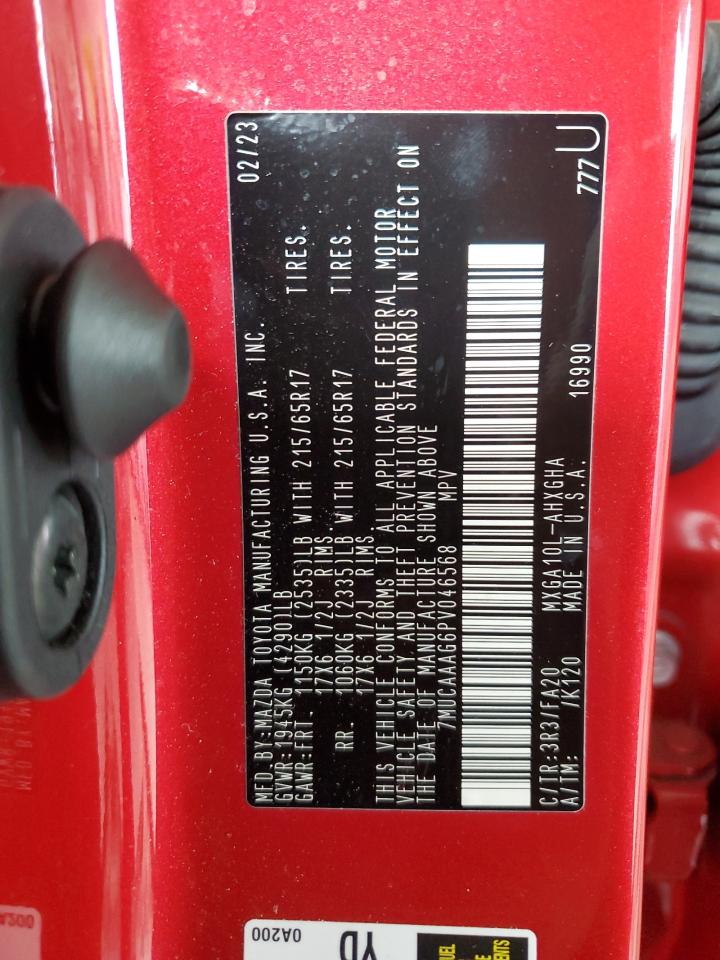 MFD.BY:MAZDA TOYOTA MANUFACTURING U.S.A. INC. 02/23
GVWR:1945KG (4290)LB
GAWR:FRT. 1150KG (2535)LB WITH 215/65R17 TIRES.
17X6 1/2J RIMS.
RR. 1060KG (2335)LB WITH 215/65R17 TIRES.
17X6 1/2J RIMS.
THIS VEHICLE CONFORMS TO ALL APPLICABLE FEDERAL MOTOR
VEHICLE SAFETY AND THEFT PREVENTION STANDARDS IN EFFECT ON
THE DATE OF MANUFACTURE SHOWN ABOVE
7MUCAAAG6PV046568 MPV
C/TR:3R3/FA20 MXGA10L-AHXGHA 16990 777U
A/TM: /K120 MADE IN U.S.A.
0A200
YD